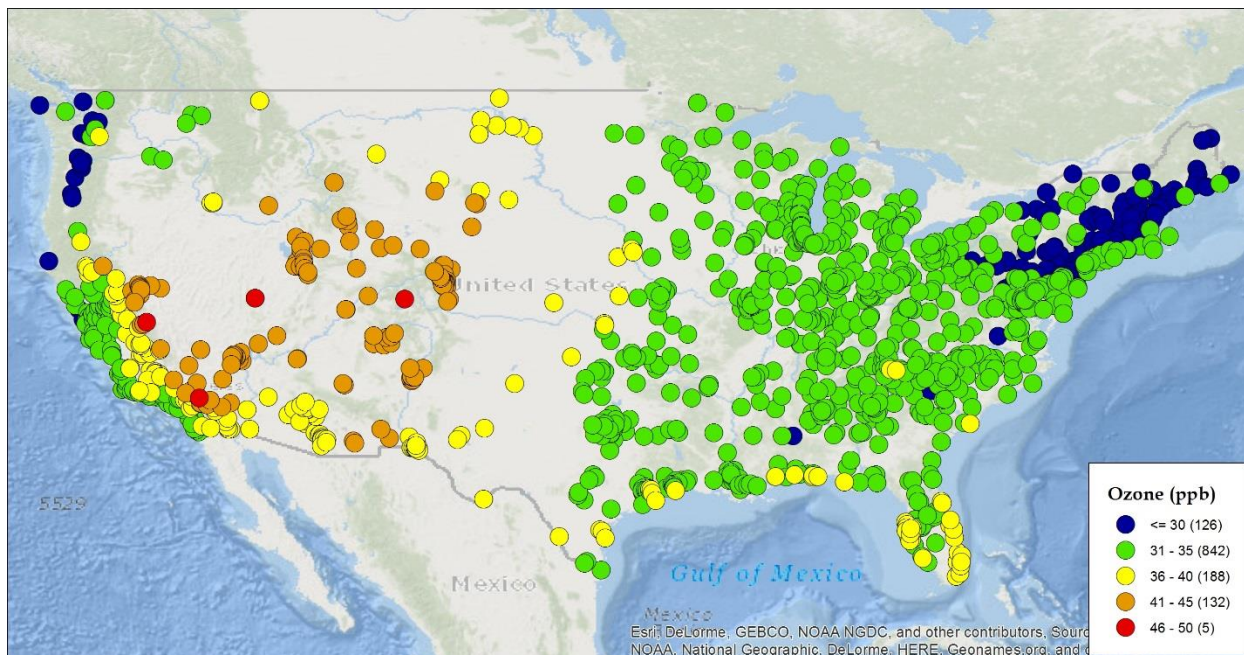 United States
5529
Gulf of Mexico
Mexico
Mexico
Esri, DeLorme, GEBCO, NOAA NGDC, and other contributors, Sourc
NOAA, National Geographic, DeLorme, HERE, Geonames.org, and
Ozone (ppb)
<= 30 (126)
31 - 35 (842)
36 - 40 (188)
41 - 45 (132)
46 - 50 (5)